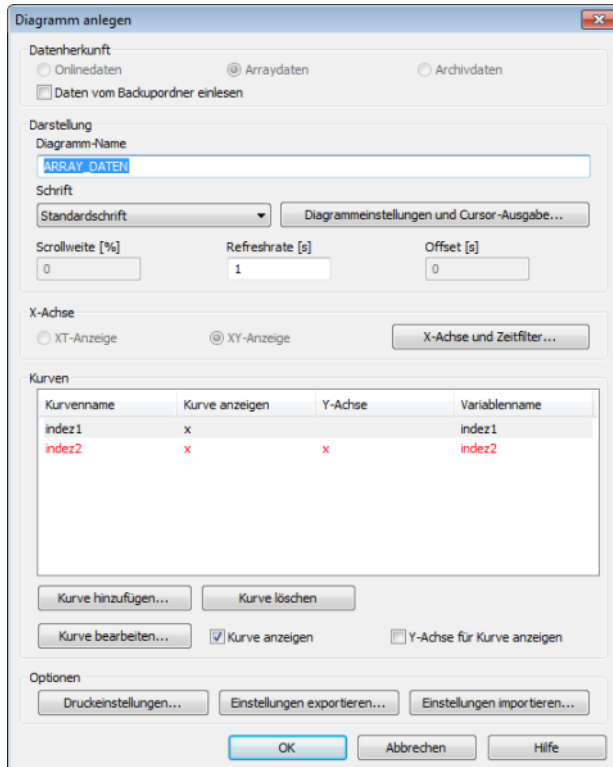 Diagramm anlegen
Datenherkunft
Onlinedaten Arraydaten Archivdaten
Daten vom Backupordner einlesen
Darstellung
Diagramm-Name
ARRAY_DATEN
Schrift
Standardschrift Diagrammeinstellungen und Cursor-Ausgabe...
Scrollweite [%] Refreshrate [s] Offset [s]
0 1 0
X-Achse
XT-Anzeige XY-Anzeige X-Achse und Zeitfilter...
Kurven
Kurvenname Kurve anzeigen Y-Achse Variablenname
indez1 x indez1
indez2 x x indez2
Kurve hinzufügen... Kurve löschen
Kurve bearbeiten... Kurve anzeigen Y-Achse für Kurve anzeigen
Optionen
Druckeinstellungen... Einstellungen exportieren... Einstellungen importieren...
OK Abbrechen Hilfe